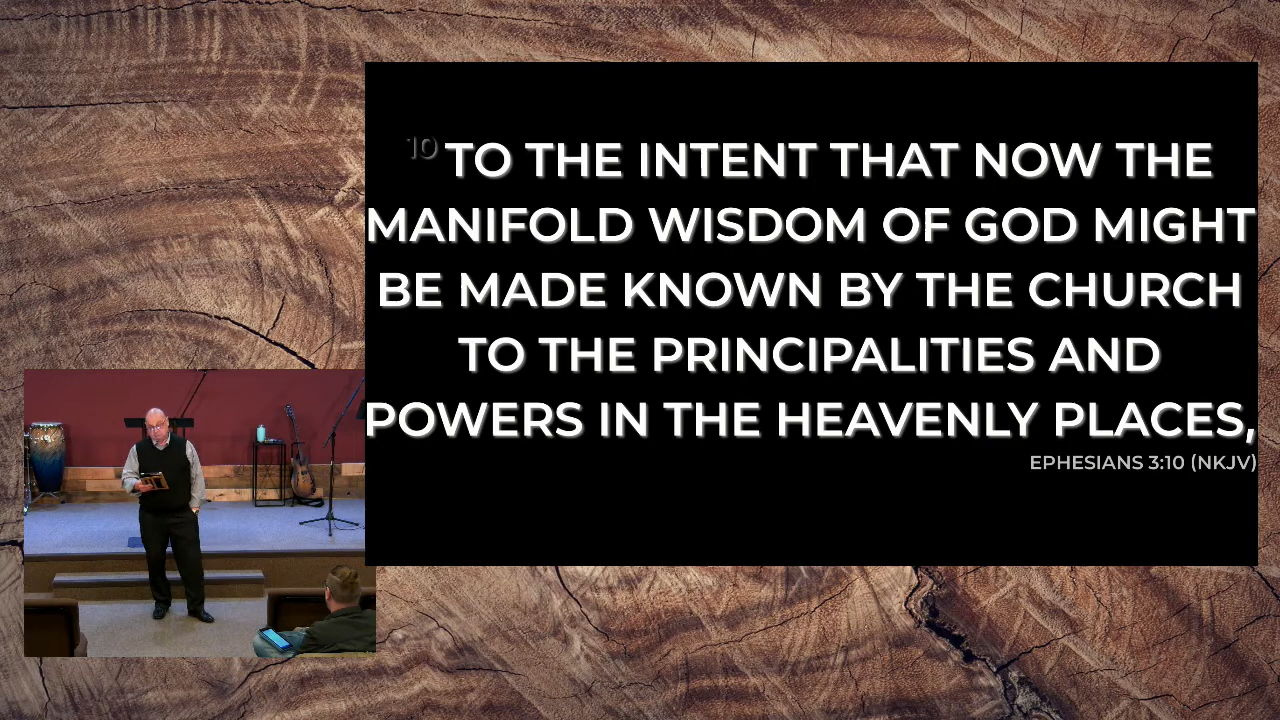 10 TO THE INTENT THAT NOW THE
MANIFOLD WISDOM OF GOD MIGHT
BE MADE KNOWN BY THE CHURCH
TO THE PRINCIPALITIES AND
POWERS IN THE HEAVENLY PLACES,
EPHESIANS 3:10 (NKJV)